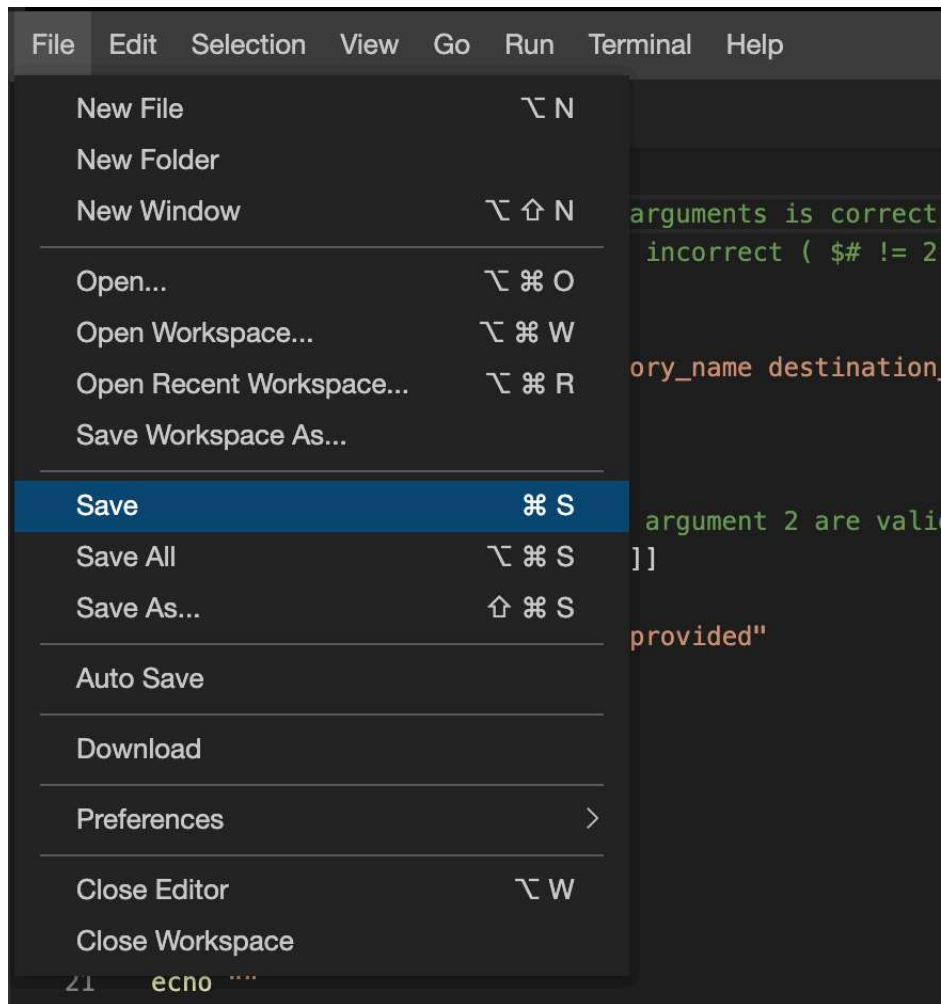 File Edit Selection View Go Run Terminal Help
New File ⌥ N
New Folder
New Window ⌥ ⇧ N
arguments is correct
Open... ⌥ ⌘ O
incorrect ( $# != 2
Open Workspace... ⌥ ⌘ W
Open Recent Workspace... ⌥ ⌘ R
ory_name destination_
Save Workspace As...
Save ⌘ S
argument 2 are vali
Save All ⌥ ⌘ S
]]
Save As... ⇧ ⌘ S
provided"
Auto Save
Download
Preferences >
Close Editor ⌥ W
Close Workspace
21 echo ""